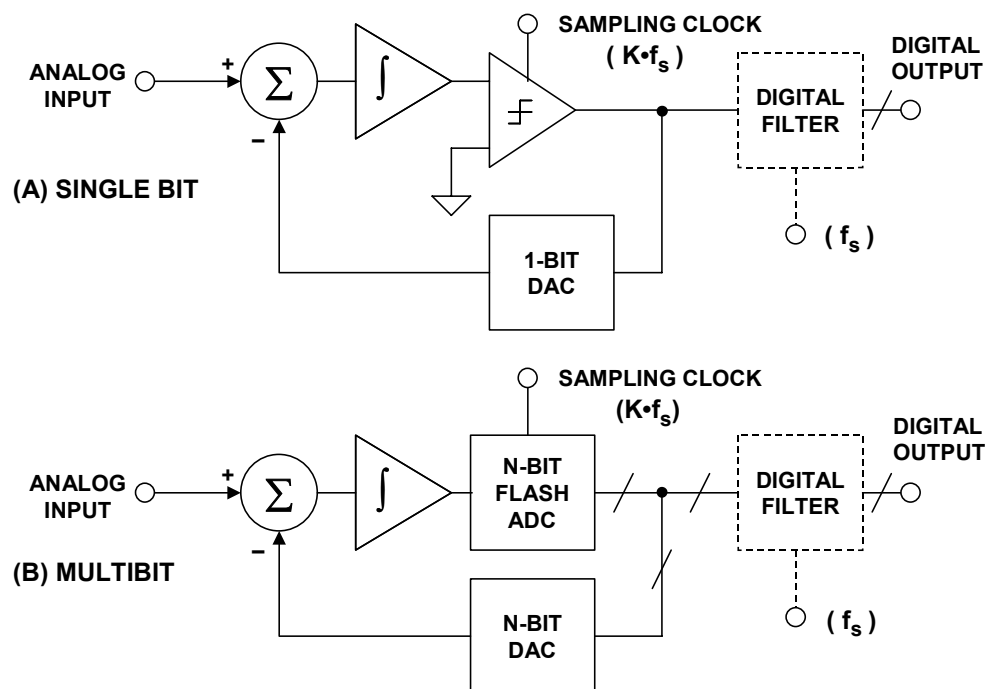 SAMPLING CLOCK
( K•fs )
ANALOG
INPUT
+
Σ
−
∫
DIGITAL
FILTER
DIGITAL
OUTPUT
( fs )
(A) SINGLE BIT
1-BIT
DAC
SAMPLING CLOCK
(K•fs)
ANALOG
INPUT
+
Σ
−
∫
N-BIT
FLASH
ADC
DIGITAL
FILTER
DIGITAL
OUTPUT
( fs )
(B) MULTIBIT
N-BIT
DAC